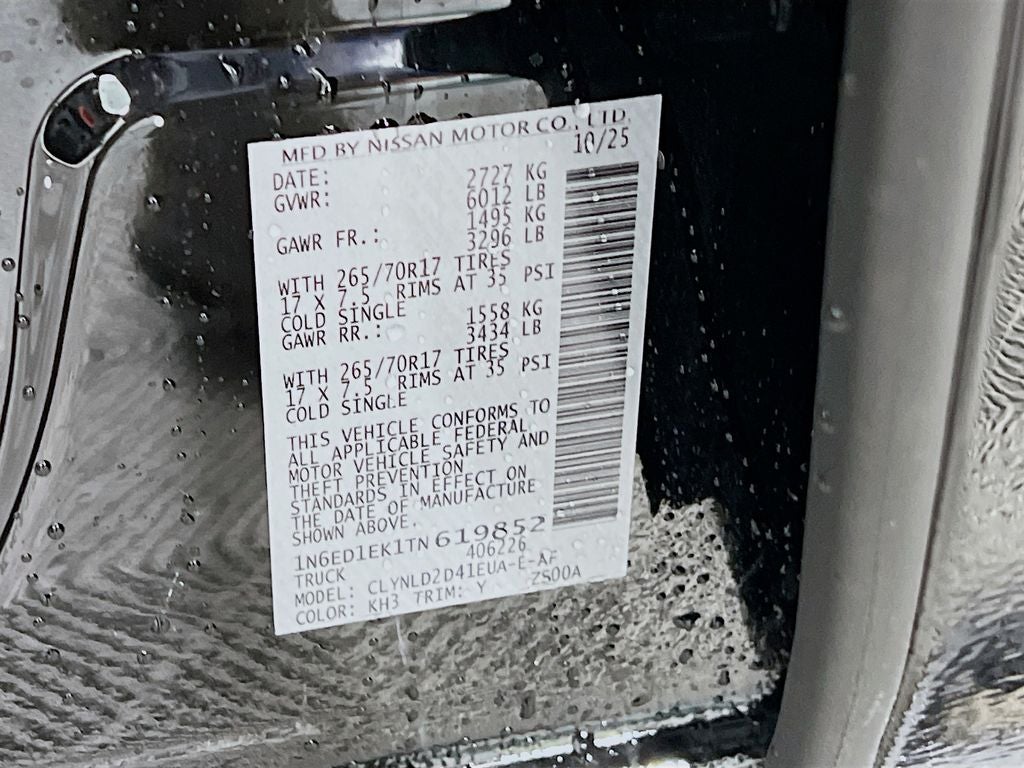 MFD BY NISSAN MOTOR CO., LTD.
DATE: 10/25
GVWR: 2727 KG
6012 LB
GAWR FR.: 1495 KG
3296 LB
WITH 265/70R17 TIRES
17 X 7.5 RIMS AT 35 PSI
COLD SINGLE
GAWR RR.: 1558 KG
3434 LB
WITH 265/70R17 TIRES
17 X 7.5 RIMS AT 35 PSI
COLD SINGLE
THIS VEHICLE CONFORMS TO
ALL APPLICABLE FEDERAL
MOTOR VEHICLE SAFETY AND
THEFT PREVENTION
STANDARDS IN EFFECT ON
THE DATE OF MANUFACTURE
SHOWN ABOVE.
1N6ED1EK1TN 619852
TRUCK 406226
MODEL: CLYNLD2D41EUA-E-AF
COLOR: KH3 TRIM: Y ZS00A